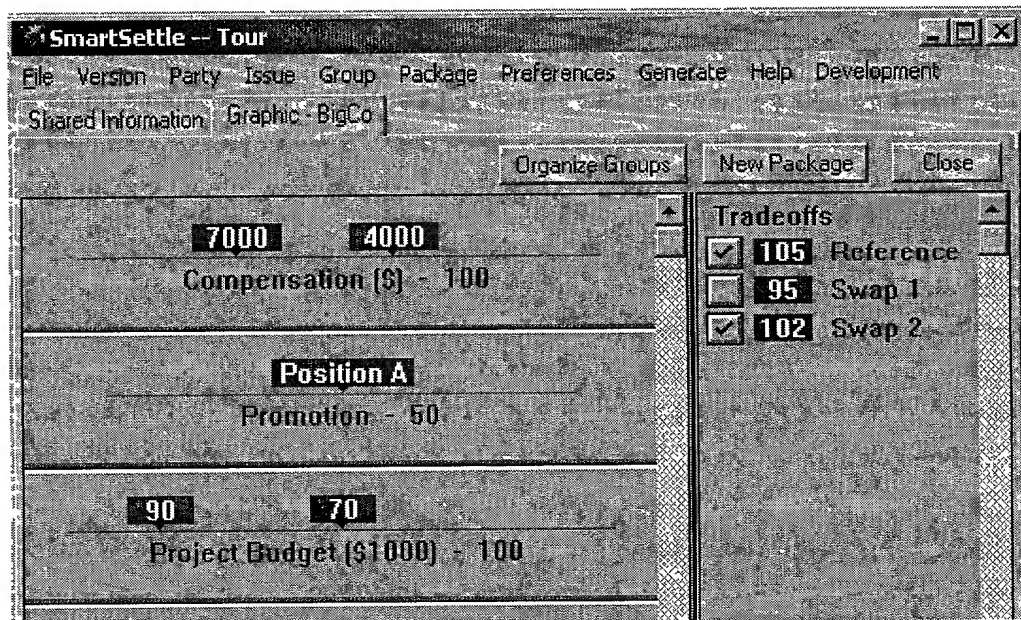 SmartSettle -- Tour
File Version Party Issue Group Package Preferences Generate Help Development
Shared Information Graphic - BigCo
Organize Groups New Package Close
7000 4000
Compensation ($) - 100
Position A
Promotion - 50
90 70
Project Budget ($1000) - 100
Tradeoffs
105 Reference
95 Swap 1
102 Swap 2